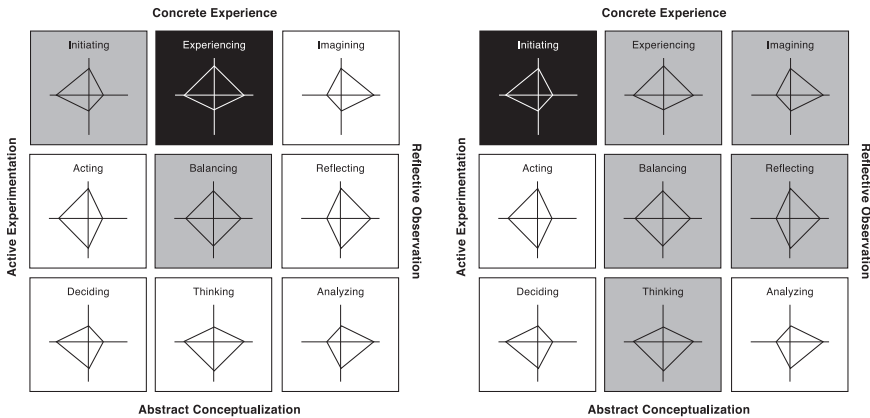 Concrete Experience
Initiating
Experiencing
Imagining
Active Experimentation
Reflective Observation
Acting
Balancing
Reflecting
Deciding
Thinking
Analyzing
Abstract Conceptualization
Concrete Experience
Initiating
Experiencing
Imagining
Active Experimentation
Reflective Observation
Acting
Balancing
Reflecting
Deciding
Thinking
Analyzing
Abstract Conceptualization